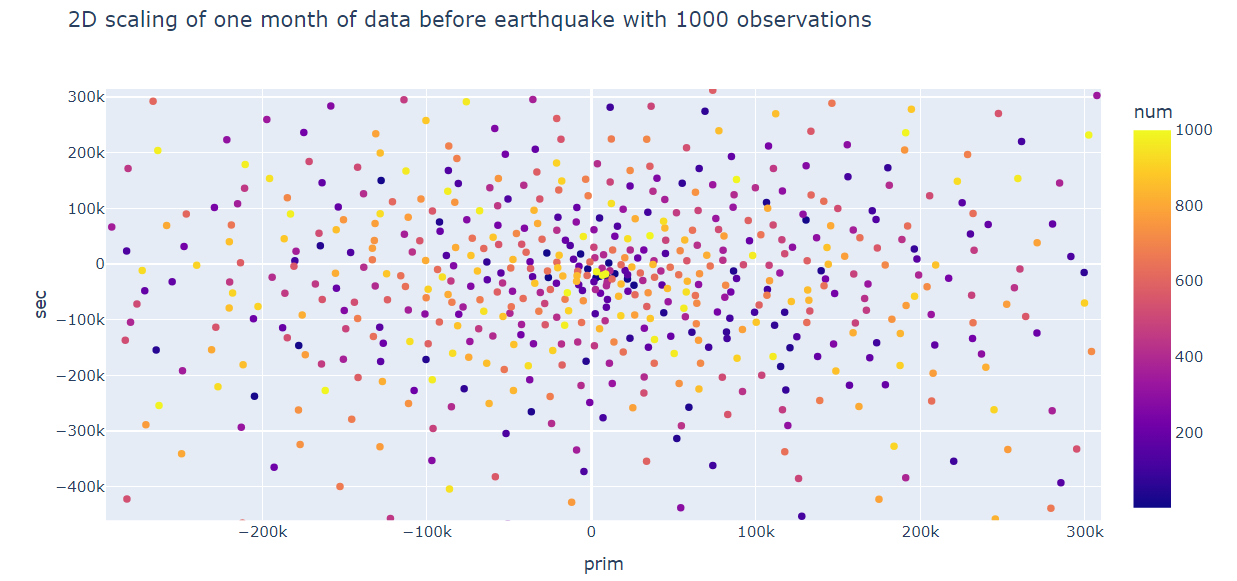 2D scaling of one month of data before earthquake with 1000 observations
num
300k
200k
100k
0
−100k
−200k
−300k
−400k
sec
−200k
−100k
0
100k
200k
300k
prim
1000
800
600
400
200